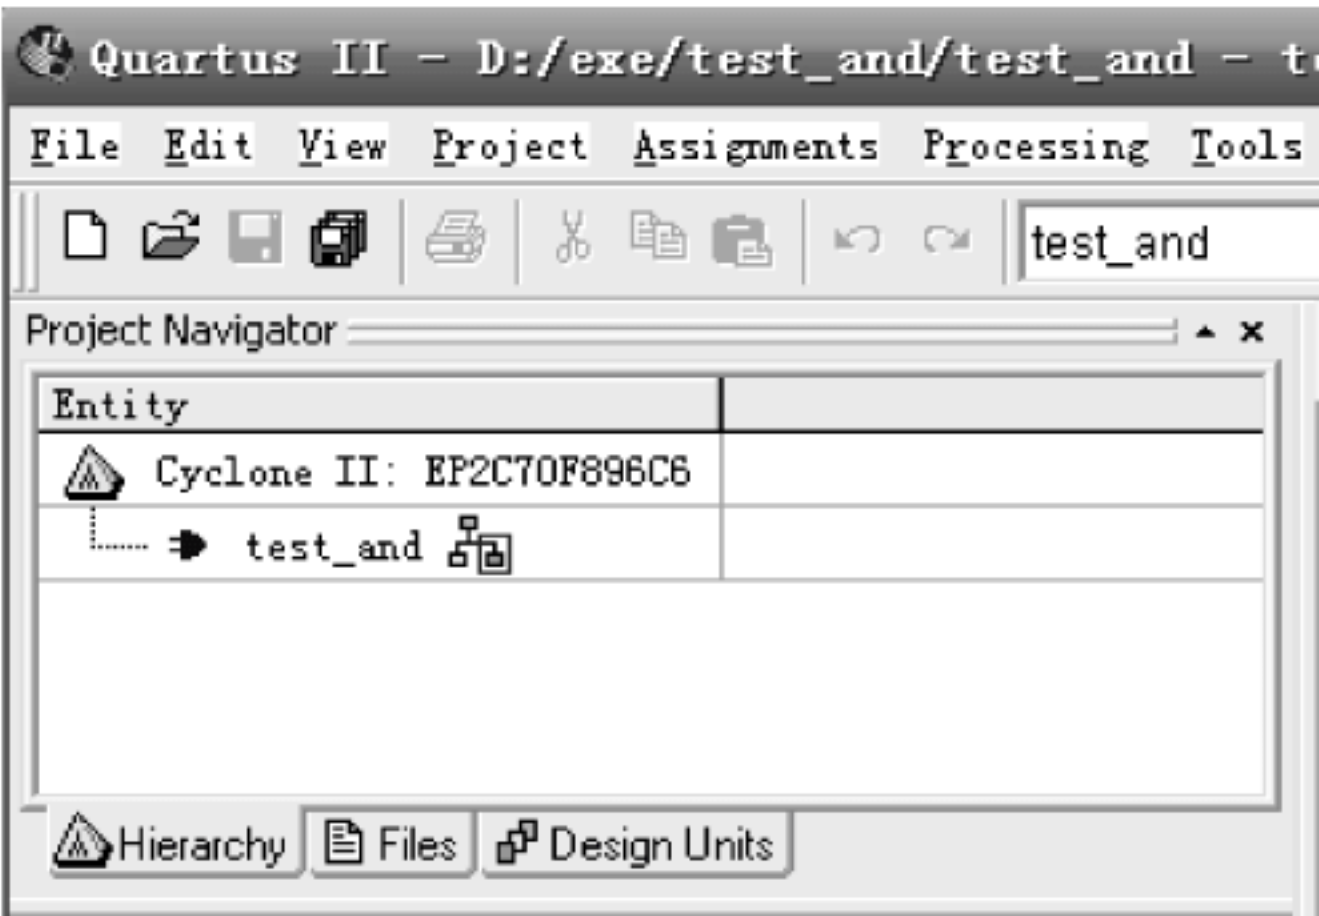 Quartus II - D:/exe/test_and/test_and -
File Edit View Project Assignments Processing Tools
test_and
Project Navigator
Entity
Cyclone II: EP2C70F896C6
test_and
Hierarchy Files Design Units